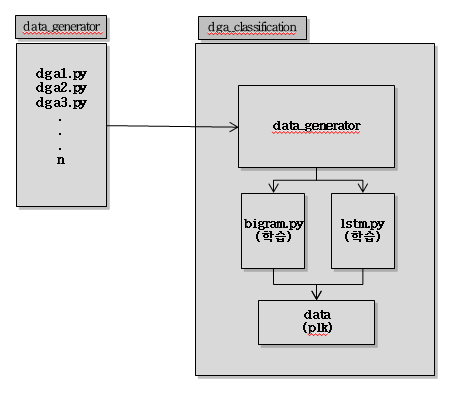 data_generator
dga1.py
dga2.py
dga3.py
.
.
.
n
dga_classification
data_generator
bigram.py
(학습)
lstm.py
(학습)
data
(plk)